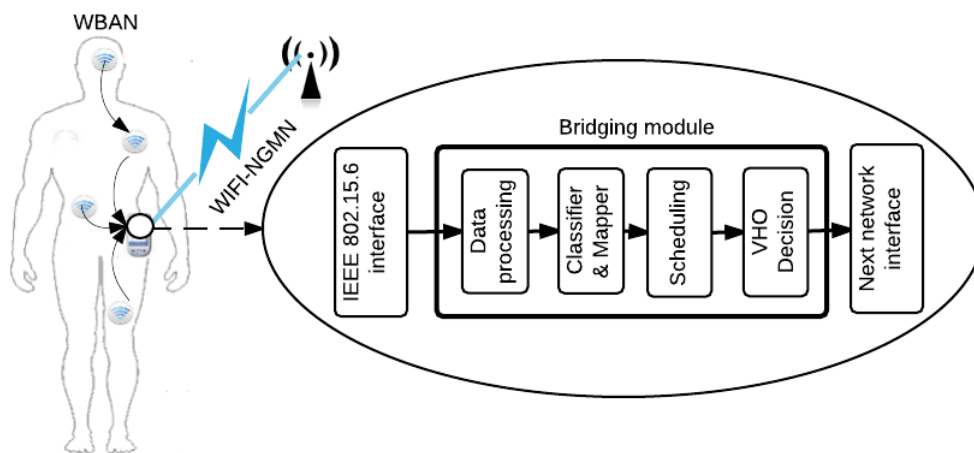 WBAN
WIFI-NGMN
Bridging module
IEEE 802.15.6
interface
Data
processing
Classifier
& Mapper
Scheduling
VHO
Decision
Next network
interface